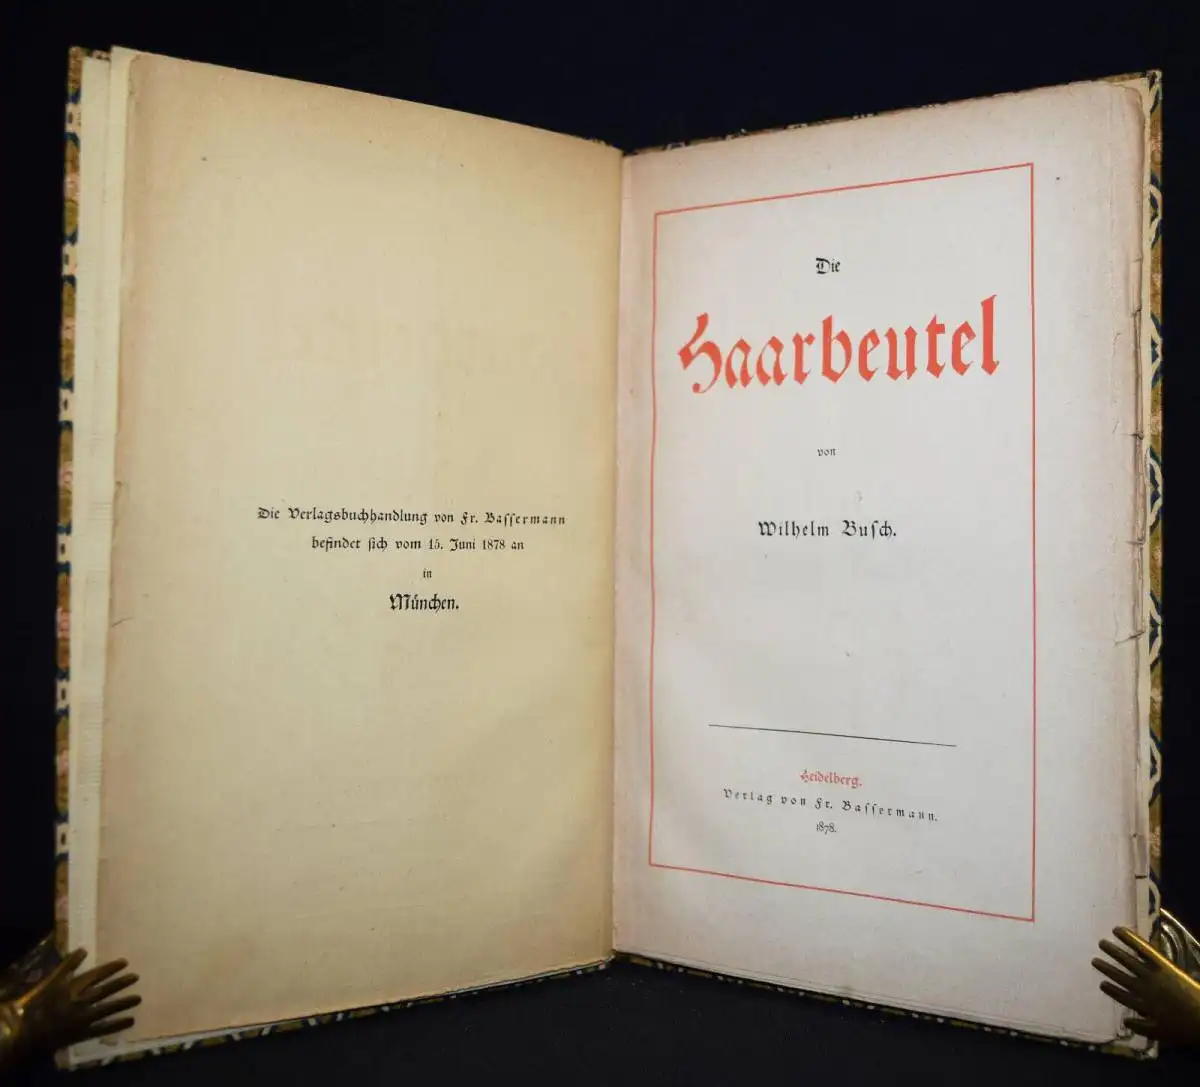 Die Verlagsbuchhandlung von Fr. Bassermann
befindet sich vom 15. Juni 1878 an
in
München.
Die
Haarbeutel
von
Wilhelm Busch.
Heidelberg.
Verlag von Fr. Bassermann.
1878.